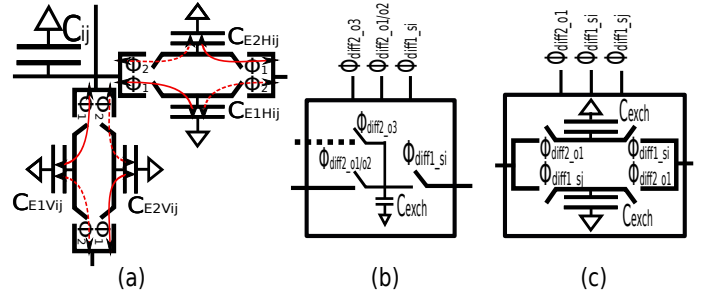 Cij
CE2Hij
Φ2
Φ1
Φ1
Φ2
CE1Hij
Φ1
Φ2
CE1Vij
CE2Vij
Φ2
Φ1
(a)
Φdiff2_o3
Φdiff2_o1/o2
Φdiff1_si
Φdiff2_o3
Φdiff2_o1/o2
Φdiff1_si
Cexch
(b)
Φdiff2_o1
Φdiff1_si
Φdiff1_sj
Cexch
Φdiff2_o1
Φdiff1_si
Φdiff1_sj
Φdiff2_o1
Cexch
(c)